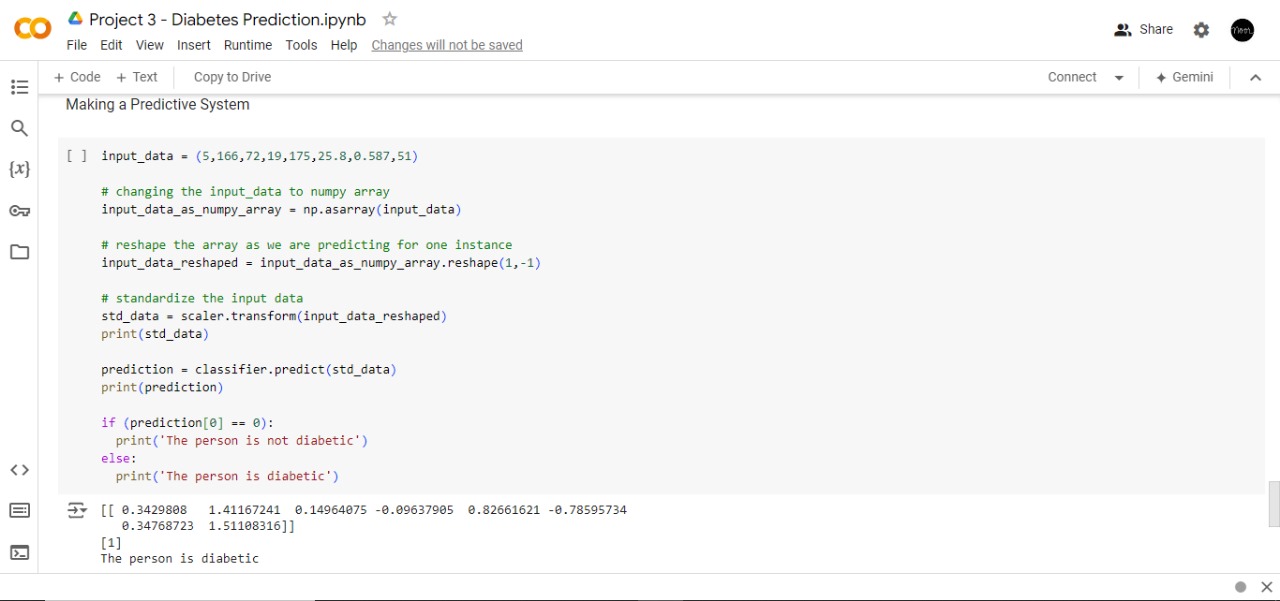 Project 3 - Diabetes Prediction.ipynb
Share
File Edit View Insert Runtime Tools Help Changes will not be saved
+ Code + Text Copy to Drive Connect Gemini
Making a Predictive System
[ ] input_data = (5,166,72,19,175,25.8,0.587,51)
# changing the input_data to numpy array
input_data_as_numpy_array = np.asarray(input_data)
# reshape the array as we are predicting for one instance
input_data_reshaped = input_data_as_numpy_array.reshape(1,-1)
# standardize the input data
std_data = scaler.transform(input_data_reshaped)
print(std_data)
prediction = classifier.predict(std_data)
print(prediction)
if (prediction[0] == 0):
print('The person is not diabetic')
else:
print('The person is diabetic')
[[ 0.3429808 1.41167241 0.14964075 -0.09637905 0.82661621 -0.78595734
0.34768723 1.51108316]]
[1]
The person is diabetic